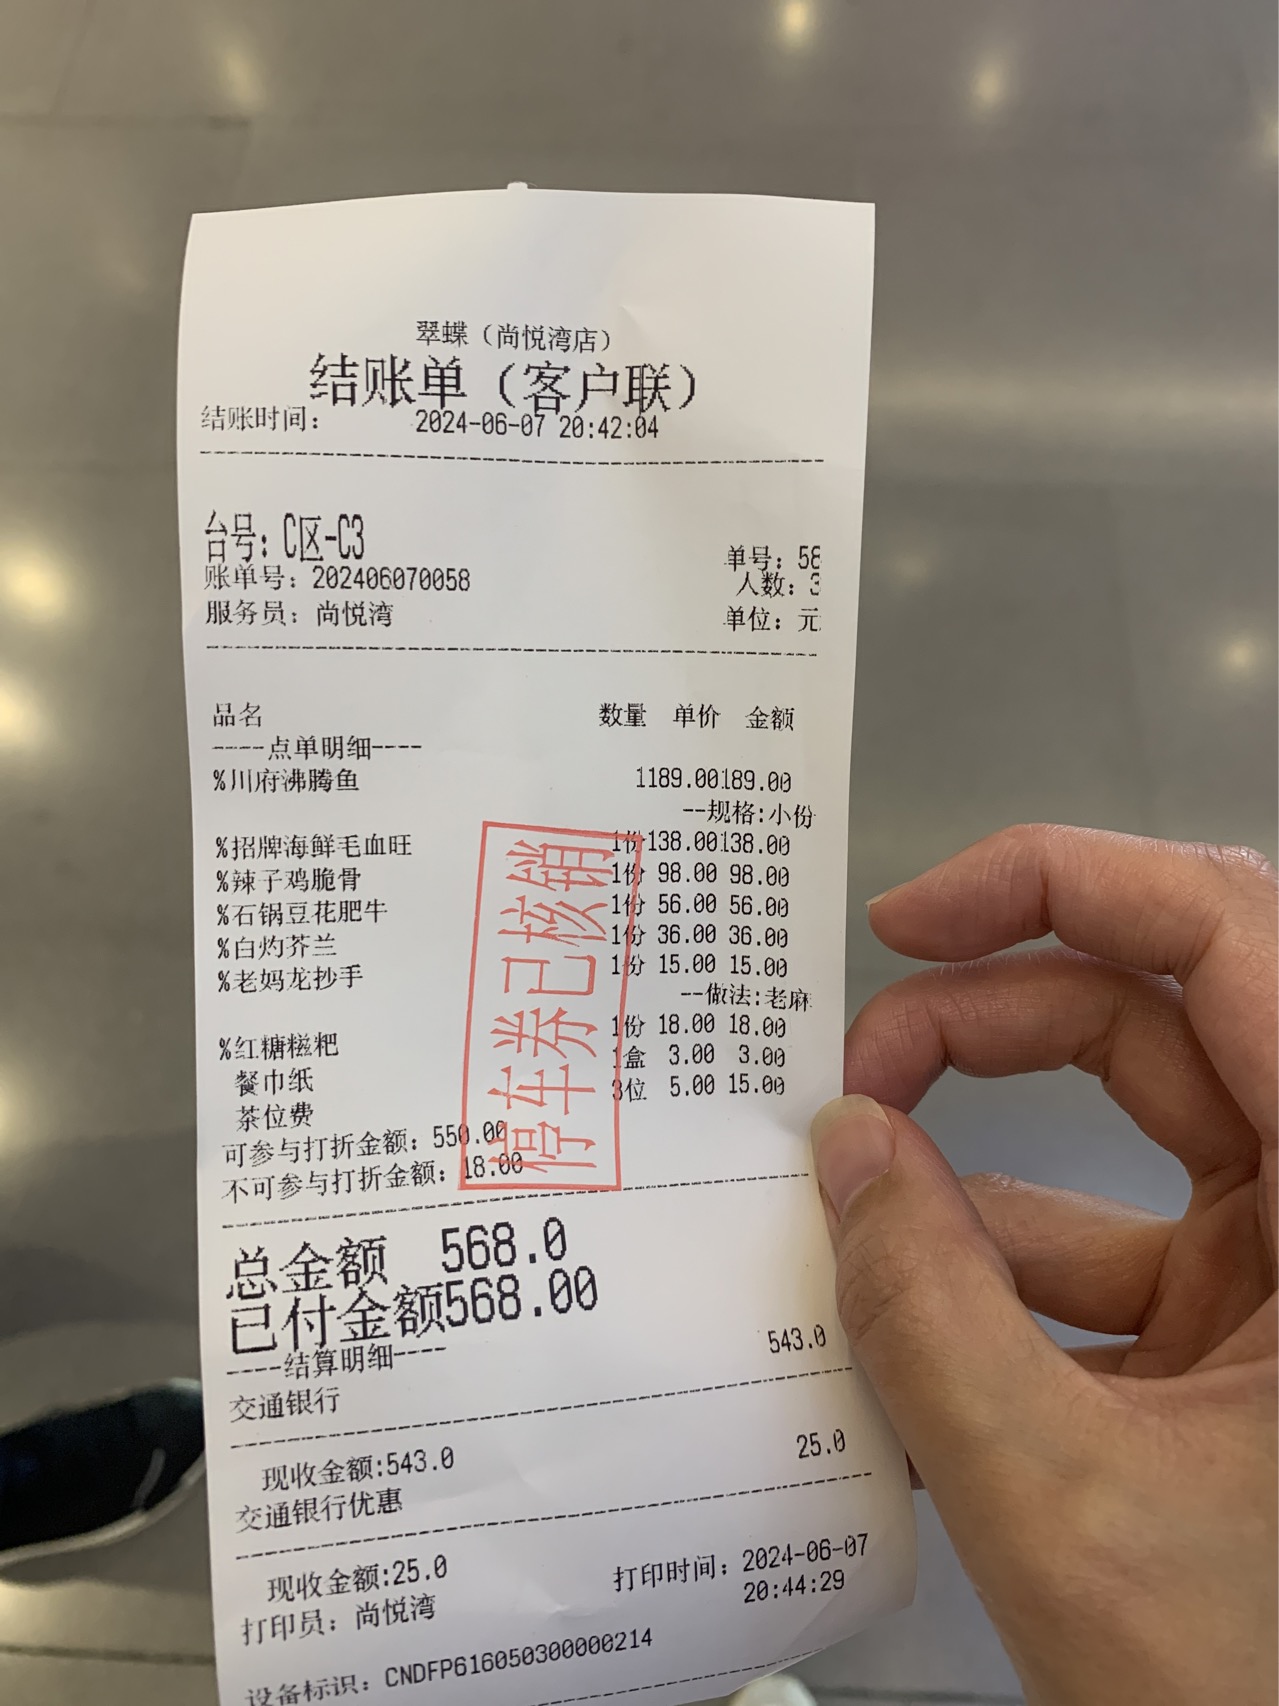 翠蝶（尚悦湾店）
结账单（客户联）
结账时间： 2024-06-07 20:42:04
台号：C区-C3
单号：58
账单号：202406070058
人数：3
服务员：尚悦湾
单位：元
品名 数量 单价 金额
----点单明细----
%川府沸腾鱼 1189.00189.00
--规格:小份
%招牌海鲜毛血旺 1份138.00138.00
%辣子鸡脆骨 1份 98.00 98.00
%石锅豆花肥牛 1份 56.00 56.00
%白灼芥兰 1份 36.00 36.00
%老妈龙抄手 1份 15.00 15.00
--做法:老麻
%红糖糍粑 1份 18.00 18.00
餐巾纸 1盒 3.00 3.00
茶位费 3位 5.00 15.00
可参与打折金额：550.00
不可参与打折金额：18.00
停车券已核销
总金额 568.0
已付金额568.00
----结算明细----
交通银行 543.0
现收金额:543.0
交通银行优惠 25.0
现收金额:25.0
打印员：尚悦湾 打印时间：2024-06-07
20:44:29
设备标识：CNDFP616050300000214